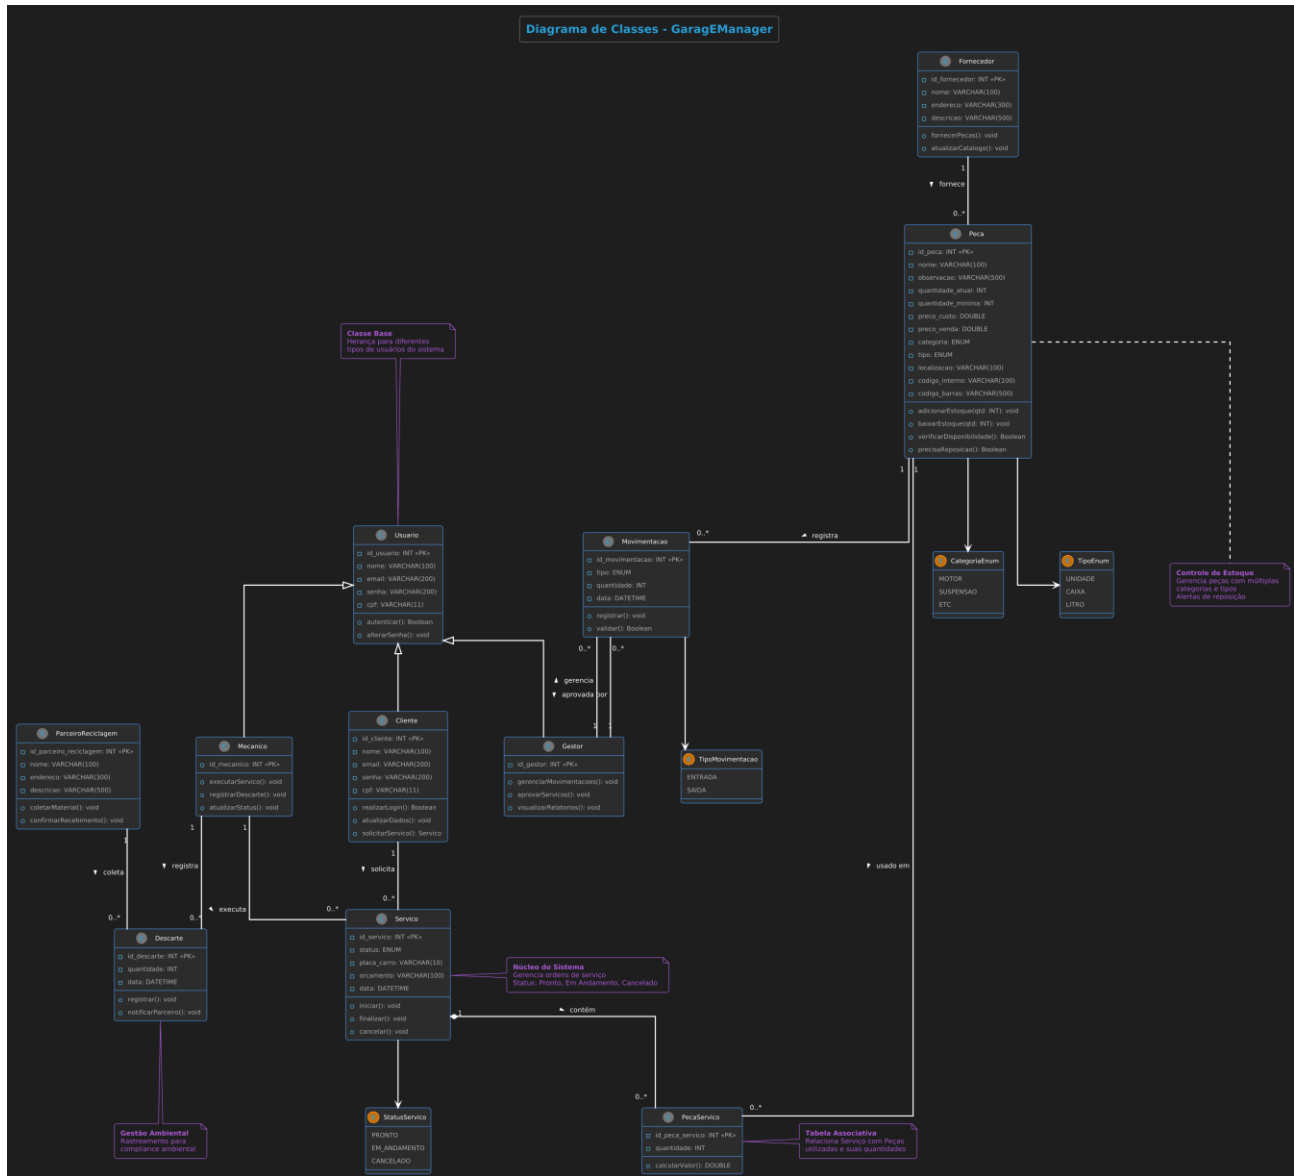 Diagrama de Classes - GaragEManager
Fornecedor
id_fornecedor: INT «PK»
nome: VARCHAR(100)
endereco: VARCHAR(300)
descricao: VARCHAR(500)
fornecerPecas(): void
atualizarCatalogo(): void
1
fornece
0..*
Peca
id_peca: INT «PK»
nome: VARCHAR(100)
observacao: VARCHAR(500)
quantidade_atual: INT
quantidade_minima: INT
preco_custo: DOUBLE
preco_venda: DOUBLE
categoria: ENUM
tipo: ENUM
localizacao: VARCHAR(100)
codigo_interno: VARCHAR(100)
codigo_barras: VARCHAR(500)
adicionarEstoque(qtd: INT): void
baixarEstoque(qtd: INT): void
verificarDisponibilidade(): Boolean
precisaReposicao(): Boolean
1
1
Classe Base
Herança para diferentes
tipos de usuários do sistema
Usuario
id_usuario: INT «PK»
nome: VARCHAR(100)
email: VARCHAR(200)
senha: VARCHAR(200)
cpf: VARCHAR(11)
autenticar(): Boolean
alterarSenha(): void
Movimentacao
id_movimentacao: INT «PK»
tipo: ENUM
quantidade: INT
data: DATETIME
registrar(): void
validar(): Boolean
0..*
registra
CategoriaEnum
MOTOR
SUSPENSAO
ETC
TipoEnum
UNIDADE
CAIXA
LITRO
Controle de Estoque
Gerencia peças com múltiplas
categorias e tipos
Alertas de reposição
0..*
0..*
gerencia
aprovada por
1
1
ParceiroReciclagem
id_parceiro_reciclagem: INT «PK»
nome: VARCHAR(100)
endereco: VARCHAR(300)
descricao: VARCHAR(500)
coletarMaterial(): void
confirmarRecebimento(): void
1
Mecanico
id_mecanico: INT «PK»
executarServico(): void
registrarDescarte(): void
atualizarStatus(): void
1
1
Cliente
id_cliente: INT «PK»
nome: VARCHAR(100)
email: VARCHAR(200)
senha: VARCHAR(200)
cpf: VARCHAR(11)
realizarLogin(): Boolean
atualizarDados(): void
solicitarServico(): Servico
1
Gestor
id_gestor: INT «PK»
gerenciarMovimentacoes(): void
aprovarServicos(): void
visualizarRelatorios(): void
TipoMovimentacao
ENTRADA
SAIDA
coleta
registra
solicita
usado em
0..*
0..*
executa
0..*
0..*
Descarte
id_descarte: INT «PK»
quantidade: INT
data: DATETIME
registrar(): void
notificarParceiro(): void
Servico
id_servico: INT «PK»
status: ENUM
placa_carro: VARCHAR(10)
orcamento: VARCHAR(100)
data: DATETIME
iniciar(): void
finalizar(): void
cancelar(): void
Núcleo do Sistema
Gerencia ordens de serviço
Status: Pronto, Em Andamento, Cancelado
1
contém
0..*
0..*
Gestão Ambiental
Rastreamento para
compliance ambiental
StatusServico
PRONTO
EM_ANDAMENTO
CANCELADO
PecaServico
id_peca_servico: INT «PK»
quantidade: INT
calcularValor(): DOUBLE
Tabela Associativa
Relaciona Serviço com Peças
utilizadas e suas quantidades